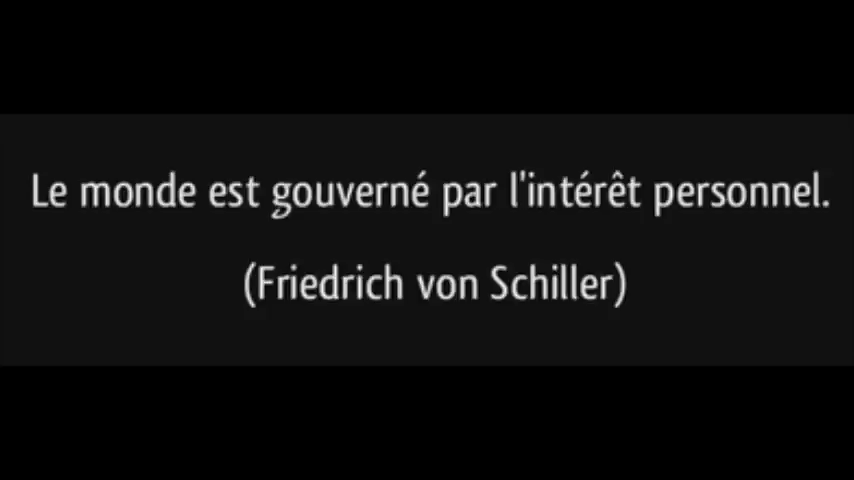 Le monde est gouverné par l'intérêt personnel.
(Friedrich von Schiller)